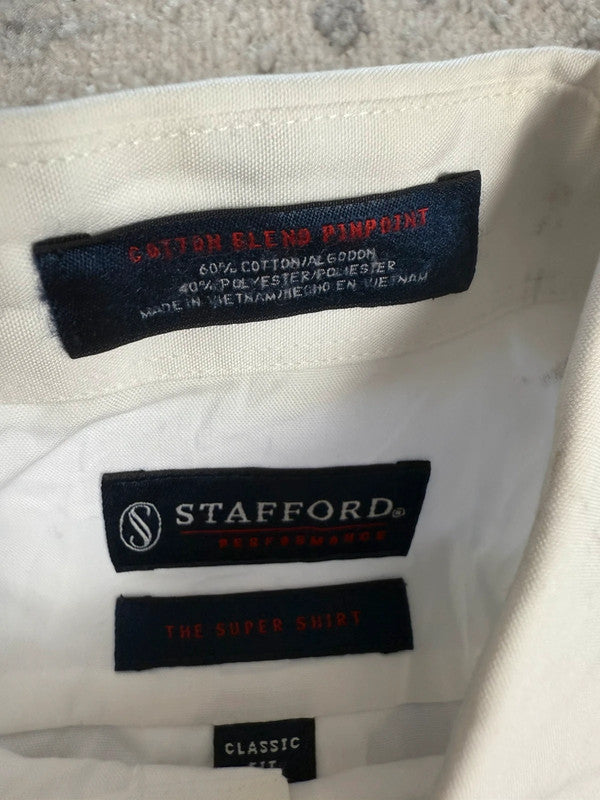 COTTON BLEND PINPOINT
60% COTTON/ALGODON
40% POLYESTER/POLIESTER
MADE IN VIETNAM/HECHO EN VIETNAM
S STAFFORD®
PERFORMANCE
THE SUPER SHIRT
CLASSIC
FIT